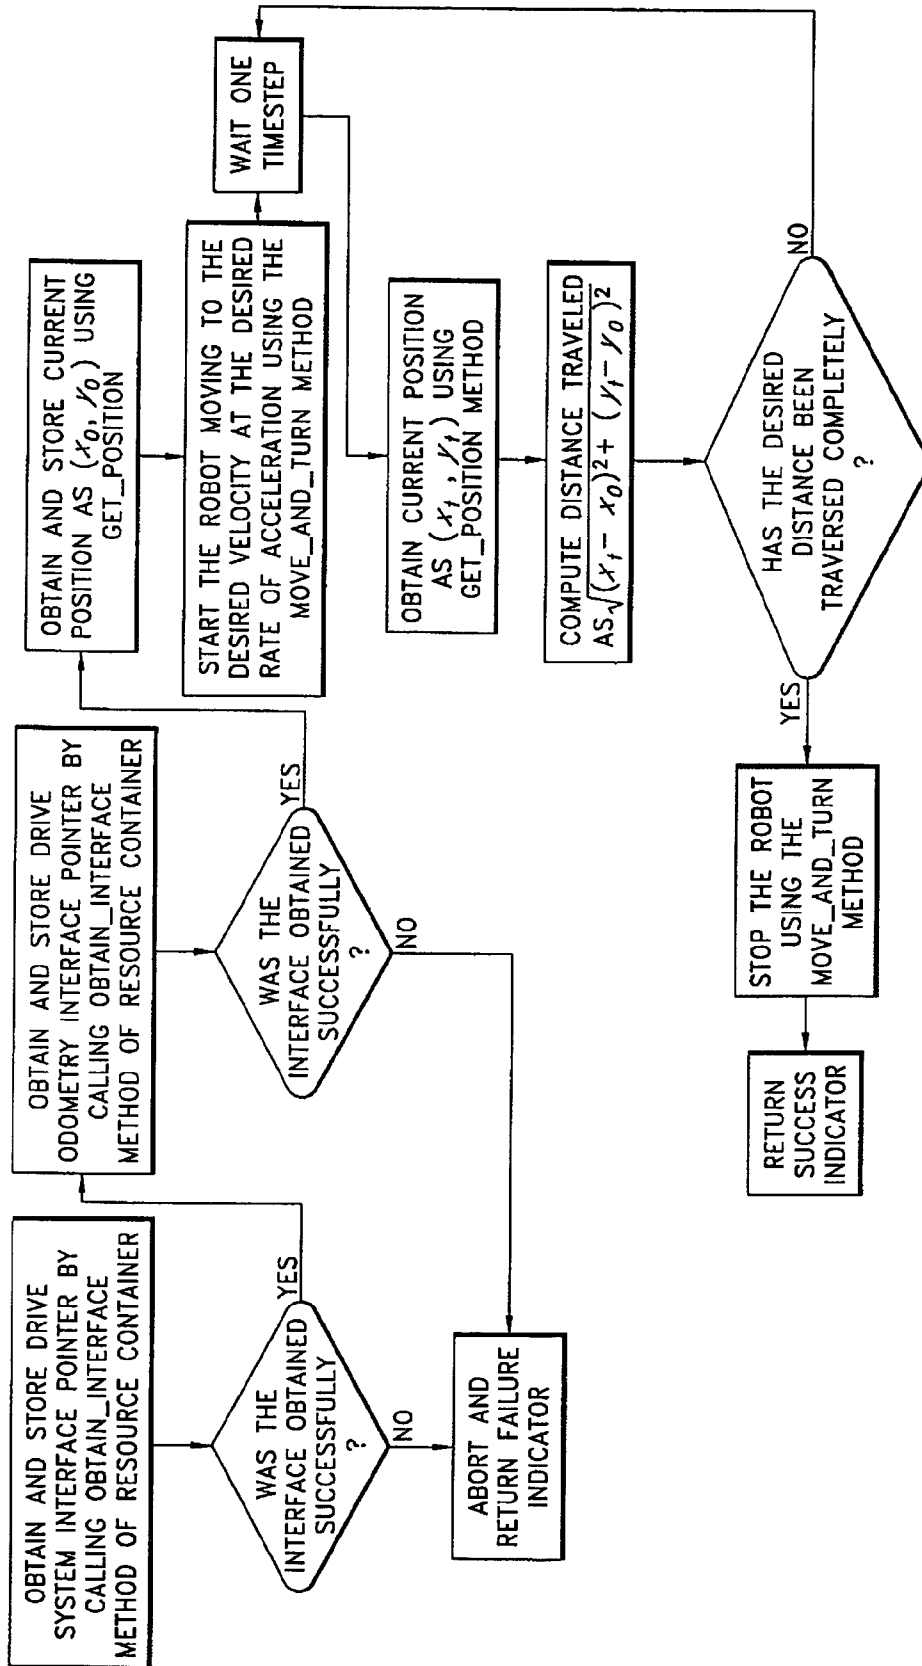 OBTAIN AND STORE DRIVE
SYSTEM INTERFACE POINTER BY
CALLING OBTAIN_INTERFACE
METHOD OF RESOURCE CONTAINER
WAS THE
INTERFACE OBTAINED
SUCCESSFULLY
?
YES
NO
ABORT AND
RETURN FAILURE
INDICATOR
OBTAIN AND STORE DRIVE
ODOMETRY INTERFACE POINTER BY
CALLING OBTAIN_INTERFACE
METHOD OF RESOURCE CONTAINER
WAS THE
INTERFACE OBTAINED
SUCCESSFULLY
?
YES
NO
OBTAIN AND STORE CURRENT
POSITION AS (x₀, y₀) USING
GET_POSITION
START THE ROBOT MOVING TO THE
DESIRED VELOCITY AT THE DESIRED
RATE OF ACCELERATION USING THE
MOVE_AND_TURN METHOD
WAIT ONE
TIMESTEP
OBTAIN CURRENT POSITION
AS (x₁, y₁) USING
GET_POSITION METHOD
COMPUTE DISTANCE TRAVELED
AS √(x₁ − x₀)² + (y₁ − y₀)²
HAS THE DESIRED
DISTANCE BEEN
TRAVERSED COMPLETELY
?
NO
YES
STOP THE ROBOT
USING THE
MOVE_AND_TURN
METHOD
RETURN
SUCCESS
INDICATOR